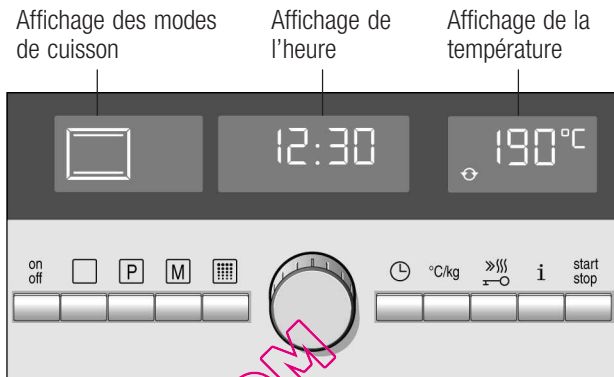 Affichage des modes
de cuisson
Affichage de
l'heure
Affichage de la
température
12:30
190°C
on
off
P
M
°C/kg
i
start
stop
OM